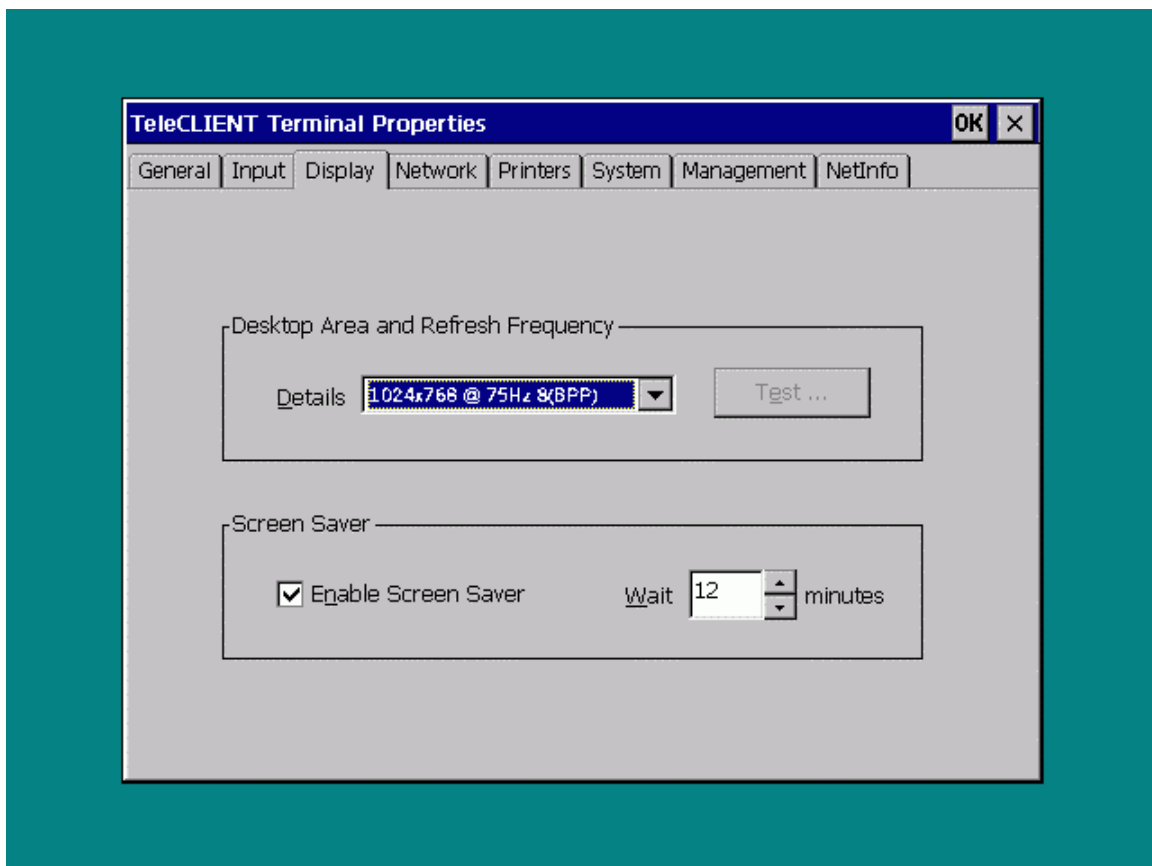 TeleCLIENT Terminal Properties OK ×
General Input Display Network Printers System Management NetInfo
Desktop Area and Refresh Frequency
Details 1024x768 @ 75Hz 8(BPP) Test ...
Screen Saver
Enable Screen Saver Wait 12 minutes